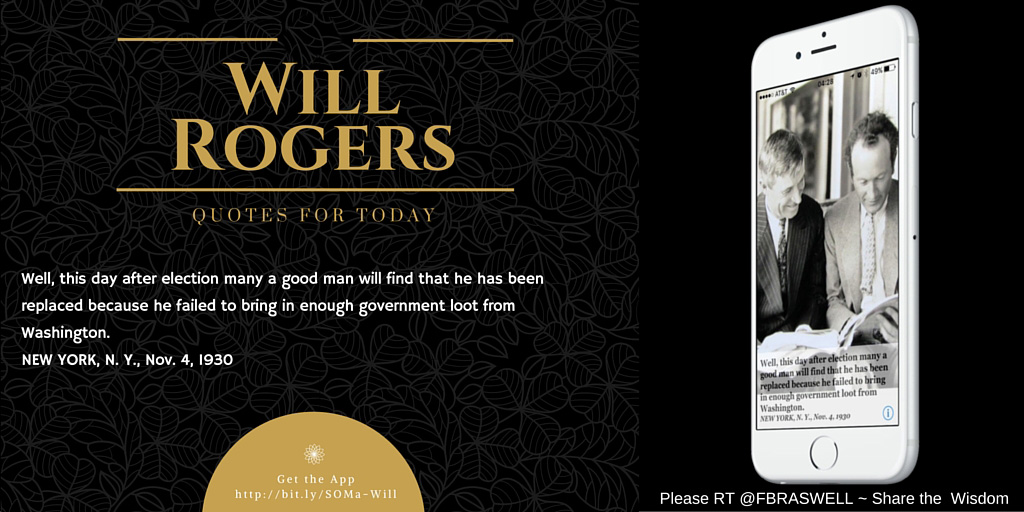 WILL
ROGERS
QUOTES FOR TODAY
Well, this day after election many a good man will find that he has been
replaced because he failed to bring in enough government loot from
Washington.
NEW YORK, N. Y., Nov. 4, 1930
Get the App
http://bit.ly/SOMa-Will
AT&T 04:28 49%
Well, this day after election many a
good man will find that he has been
replaced because he failed to bring
in enough government loot from
Washington.
NEW YORK, N. Y., Nov. 4, 1930
Please RT @FBRASWELL ~ Share the Wisdom